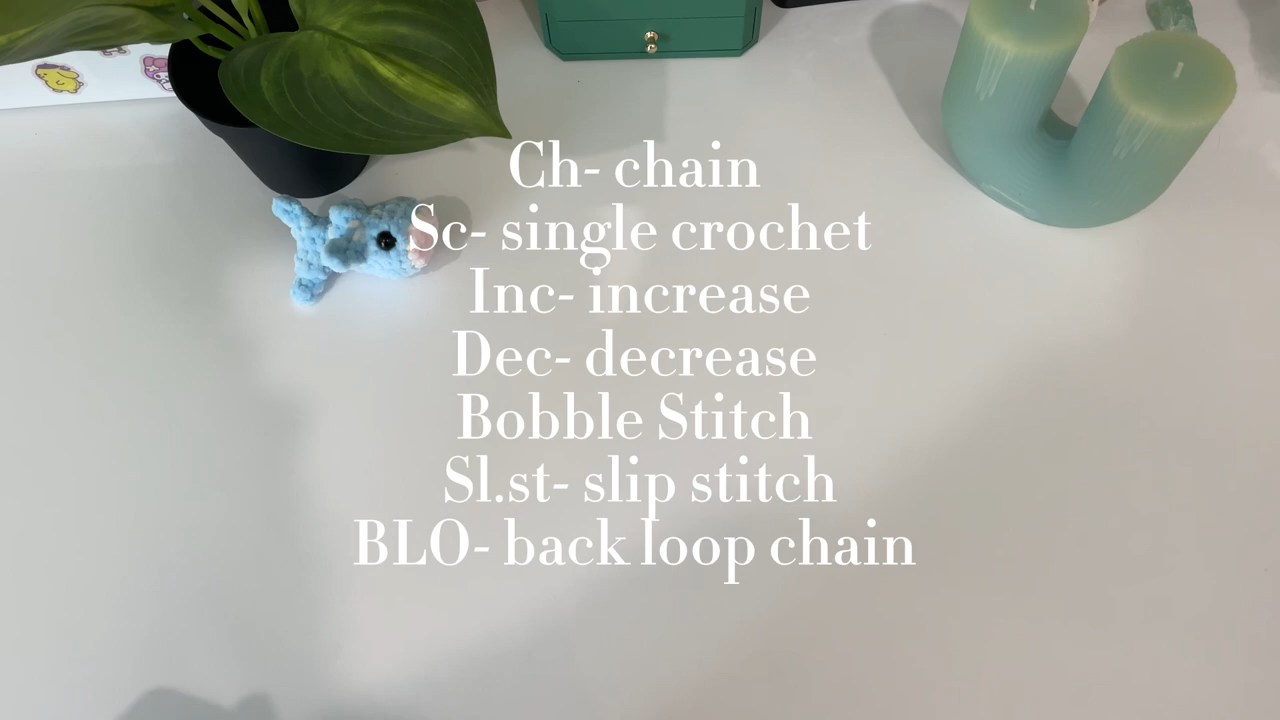 Ch- chain
Sc- single crochet
Inc- increase
Dec- decrease
Bobble Stitch
Sl.st- slip stitch
BLO- back loop chain